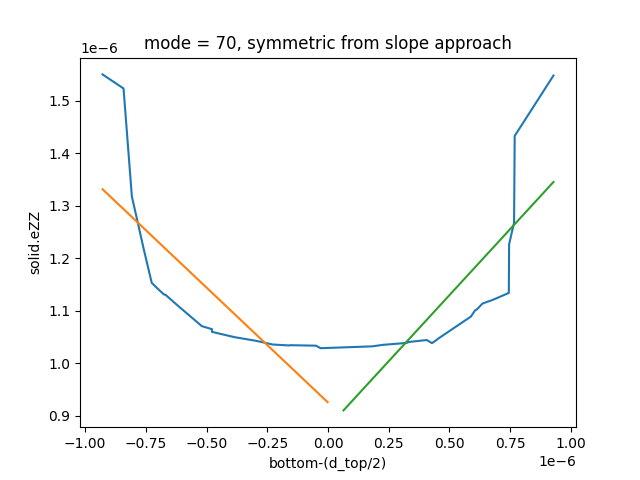 mode = 70, symmetric from slope approach
1e−6
1.5
1.4
1.3
1.2
1.1
1.0
0.9
solid.eZZ
−1.00 −0.75 −0.50 −0.25 0.00 0.25 0.50 0.75 1.00
bottom-(d_top/2)
1e−6